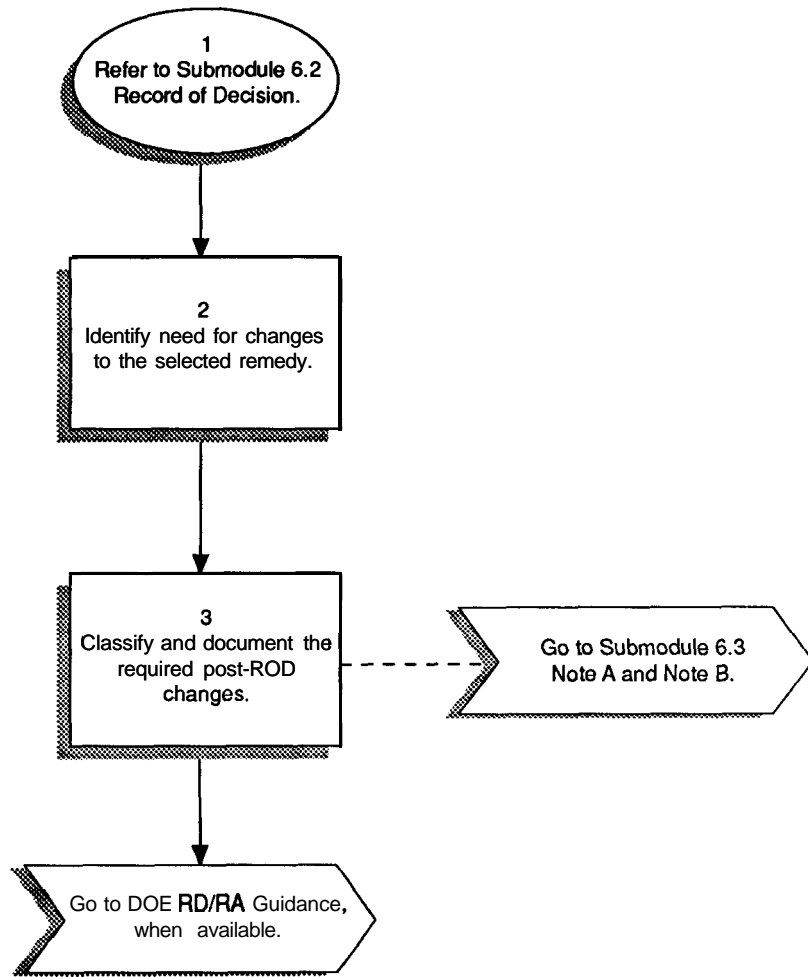 1
Refer to Submodule 6.2
Record of Decision.
2
Identify need for changes
to the selected remedy.
3
Classify and document the
required post-ROD
changes.
Go to Submodule 6.3
Note A and Note B.
Go to DOE RD/RA Guidance,
when available.